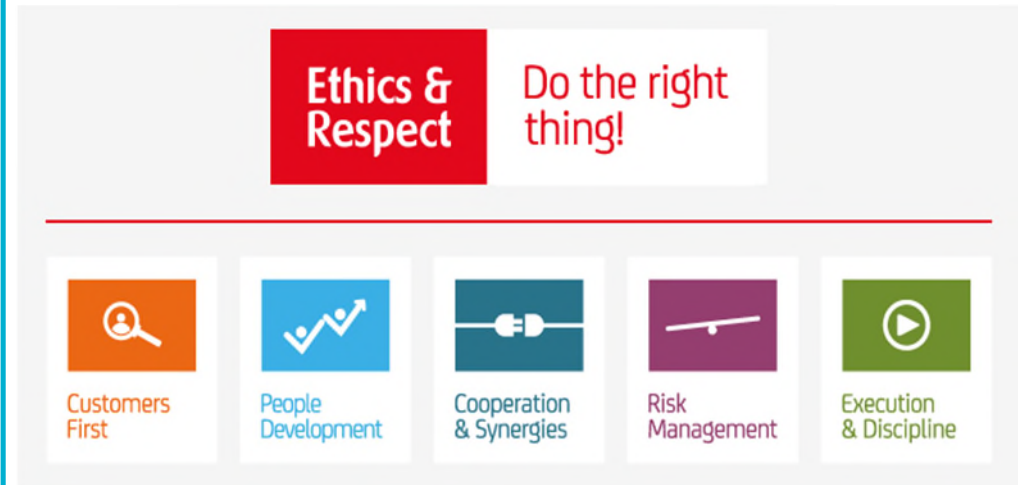 Ethics &
Respect
Do the right
thing!
Customers
First
People
Development
Cooperation
& Synergies
Risk
Management
Execution
& Discipline